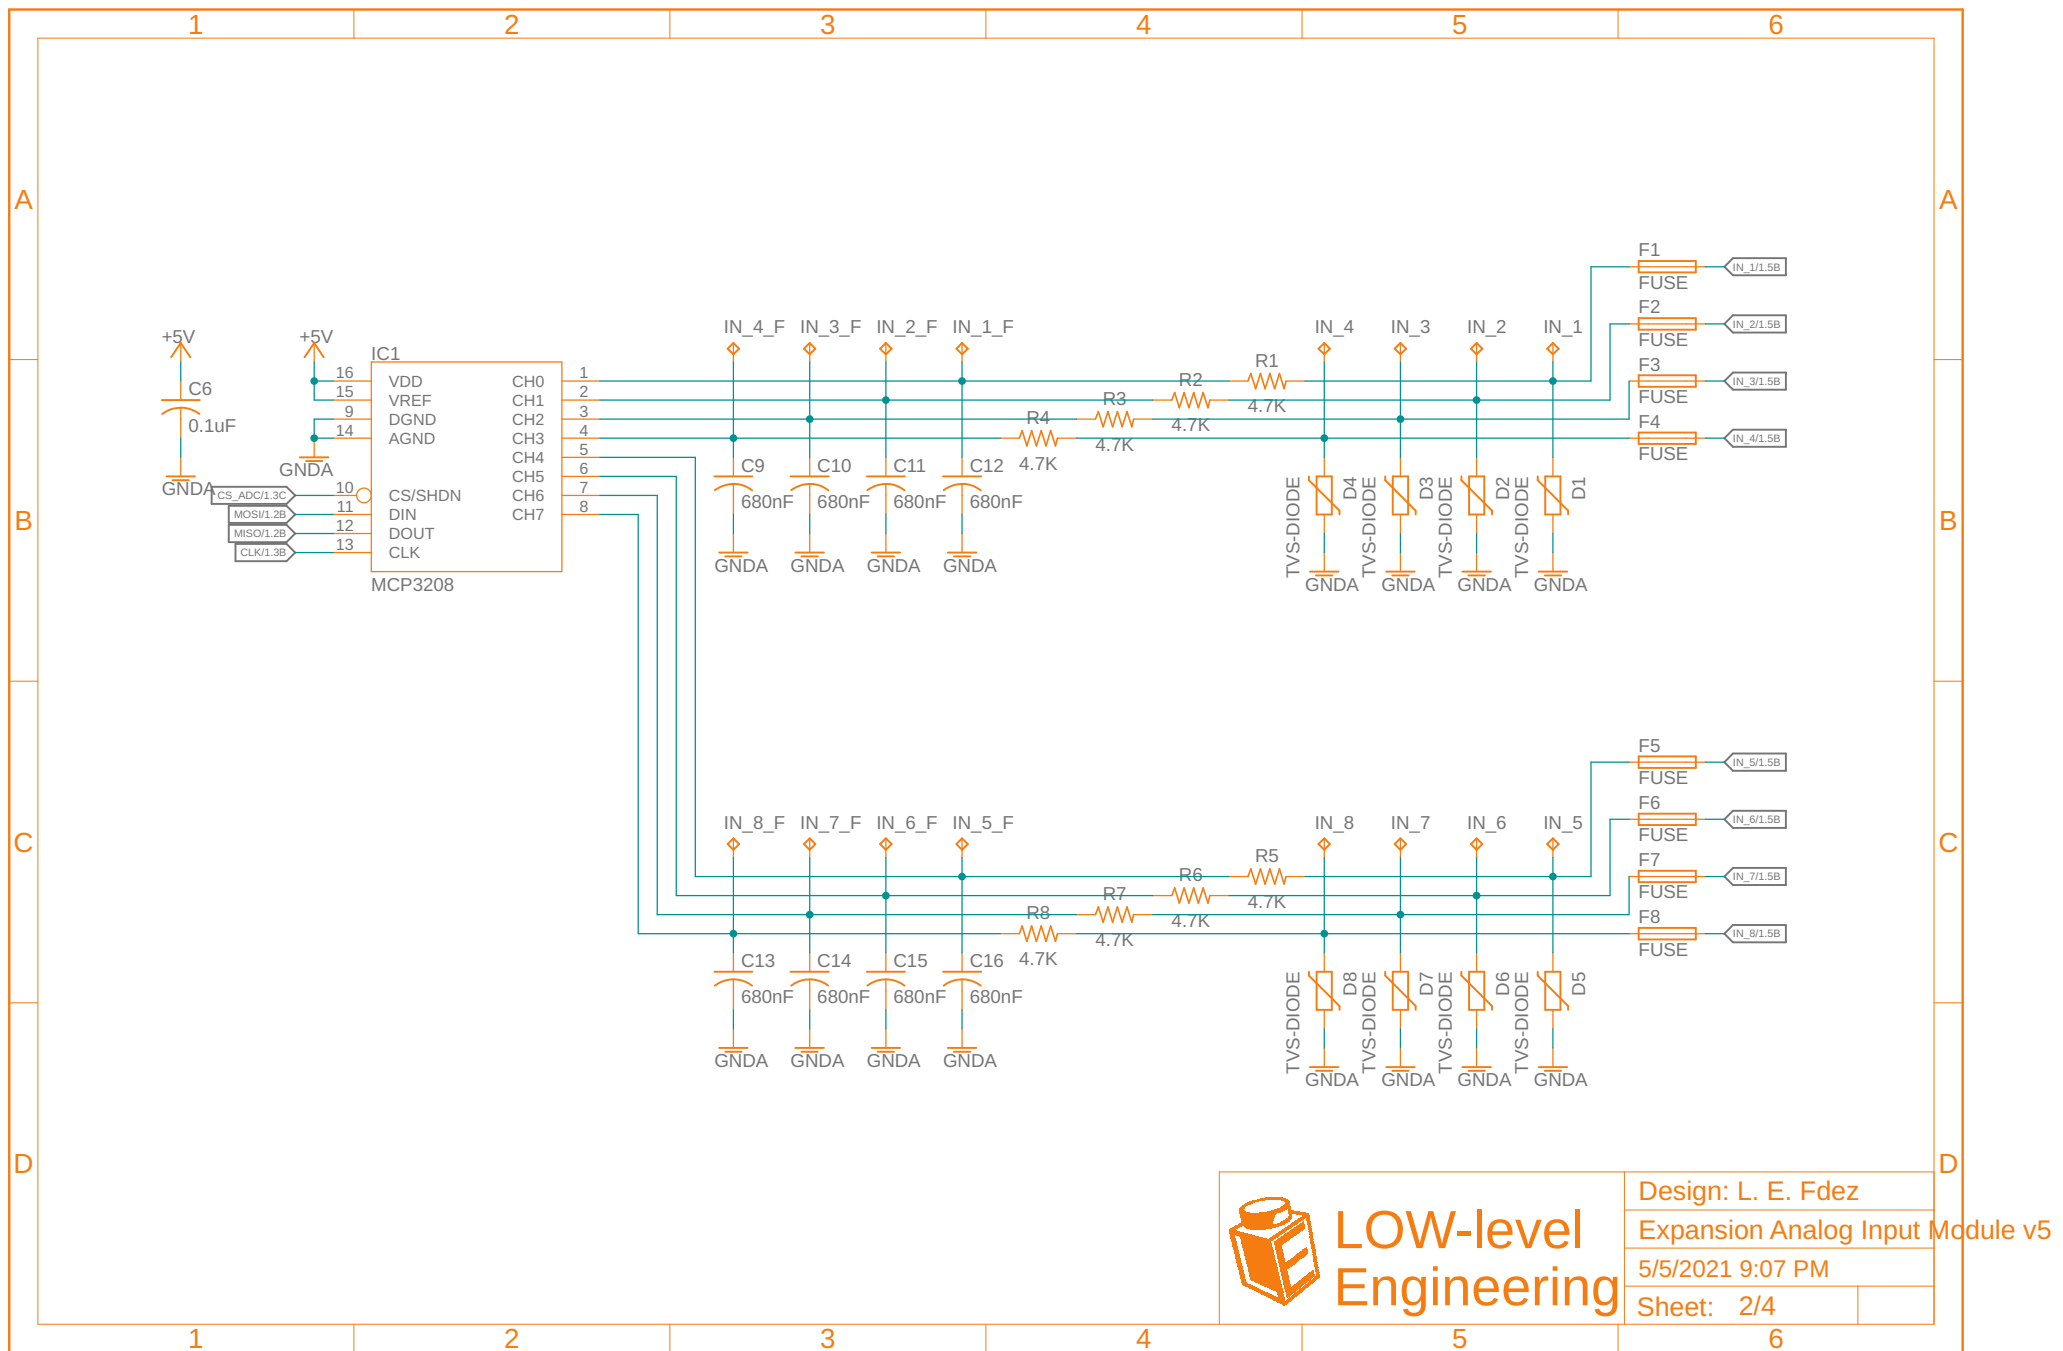 1 2 3 4 5 6
A A
F1
IN_1/1.5B
FUSE
F2
IN_2/1.5B
FUSE
+5V +5V
IN_4_F IN_3_F IN_2_F IN_1_F
IN_4 IN_3 IN_2 IN_1
IC1
R1
F3
IN_3/1.5B
FUSE
R2
4.7K
R3
4.7K
R4
4.7K
4.7K
F4
IN_4/1.5B
FUSE
C6
0.1uF
GNDA
GNDA
16 VDD CH0 1
15 VREF CH1 2
9 DGND CH2 3
14 AGND CH3 4
CH4 5
CH5 6
CS_ADC/1.3C 10 CS/SHDN CH6 7
MOSI/1.2B 11 DIN CH7 8
MISO/1.2B 12 DOUT
CLK/1.3B 13 CLK
MCP3208
C9 C10 C11 C12
680nF 680nF 680nF 680nF
GNDA GNDA GNDA GNDA
TVS-DIODE D4 TVS-DIODE D3 TVS-DIODE D2 TVS-DIODE D1
GNDA GNDA GNDA GNDA
B B
F5
IN_5/1.5B
FUSE
F6
IN_6/1.5B
FUSE
IN_8_F IN_7_F IN_6_F IN_5_F
IN_8 IN_7 IN_6 IN_5
C C
R5
F7
IN_7/1.5B
FUSE
R6
4.7K
R7
4.7K
R8
4.7K
4.7K
F8
IN_8/1.5B
FUSE
C13 C14 C15 C16
680nF 680nF 680nF 680nF
GNDA GNDA GNDA GNDA
TVS-DIODE D8 TVS-DIODE D7 TVS-DIODE D6 TVS-DIODE D5
GNDA GNDA GNDA GNDA
D D
LOW-level
Engineering
Design: L. E. Fdez
Expansion Analog Input Module v5
5/5/2021 9:07 PM
Sheet: 2/4
1 2 3 4 5 6